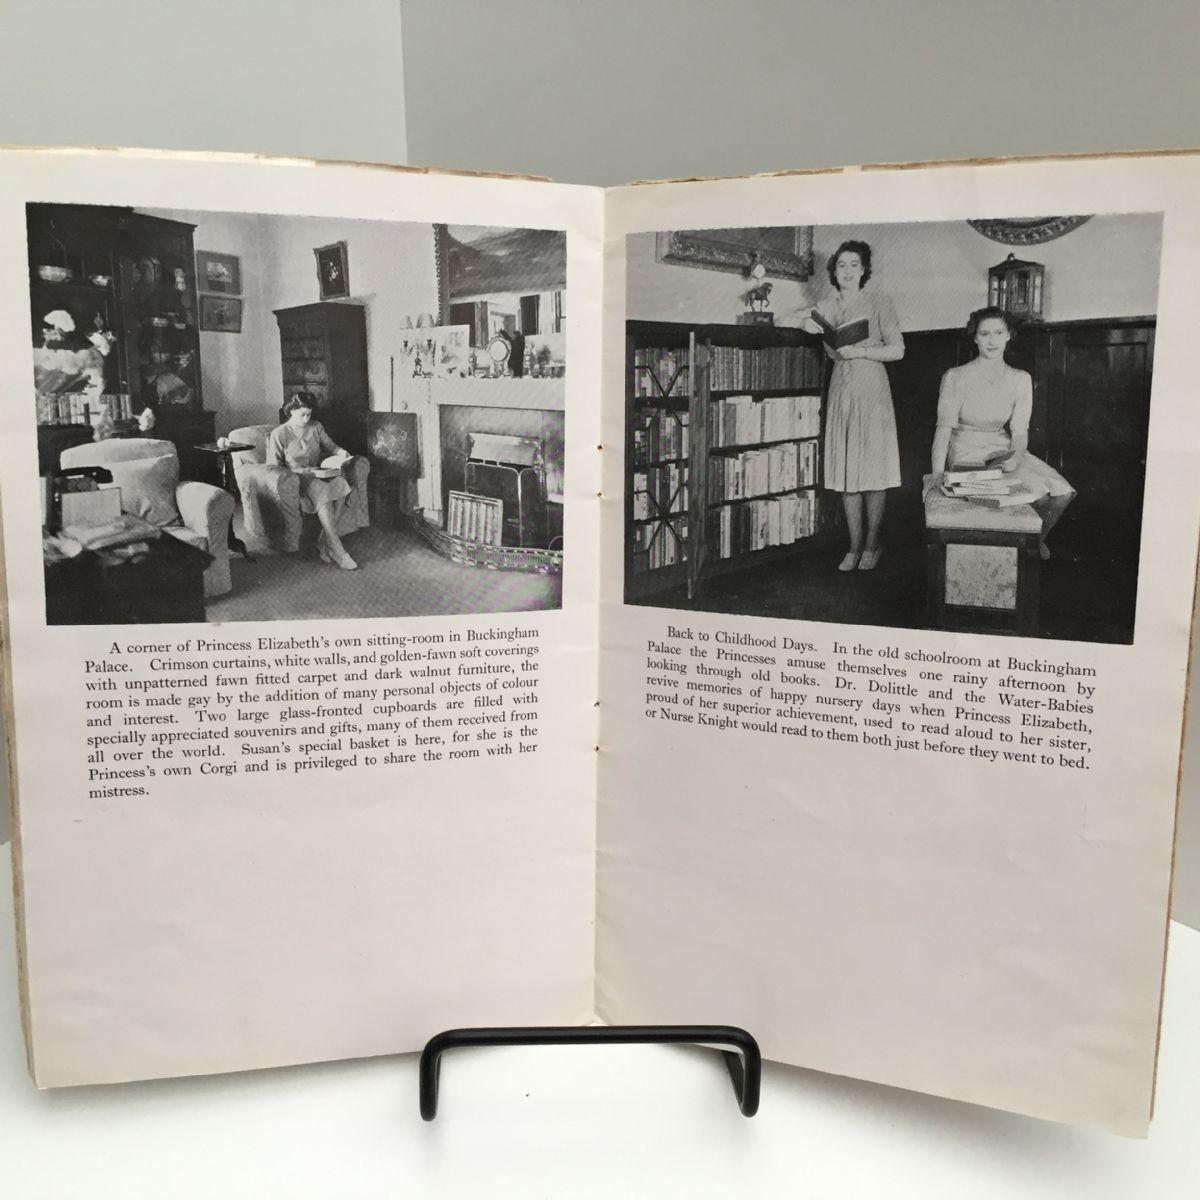 A corner of Princess Elizabeth's own sitting-room in Buckingham
Palace. Crimson curtains, white walls, and golden-fawn soft coverings
with unpatterned fawn fitted carpet and dark walnut furniture, the
room is made gay by the addition of many personal objects of colour
and interest. Two large glass-fronted cupboards are filled with
specially appreciated souvenirs and gifts, many of them received from
all over the world. Susan's special basket is here, for she is the
Princess's own Corgi and is privileged to share the room with her
mistress.
Back to Childhood Days. In the old schoolroom at Buckingham
Palace the Princesses amuse themselves one rainy afternoon by
looking through old books. Dr. Dolittle and the Water-Babies
revive memories of happy nursery days when Princess Elizabeth,
proud of her superior achievement, used to read aloud to her sister,
or Nurse Knight would read to them both just before they went to bed.